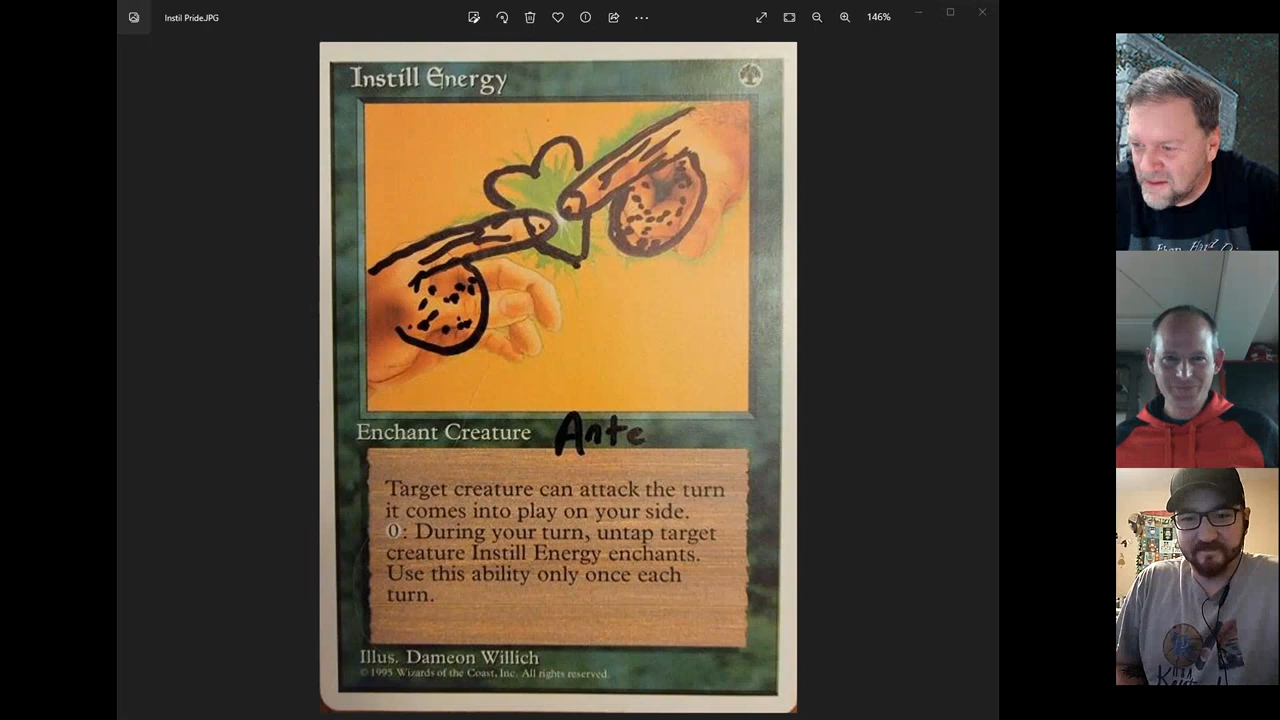 Instil Pride.JPG
146%
Instill Energy
Enchant Creature Ante
Target creature can attack the turn
it comes into play on your side.
0: During your turn, untap target
creature Instill Energy enchants.
Use this ability only once each
turn.
Illus. Dameon Willich
© 1995 Wizards of the Coast, Inc. All rights reserved.